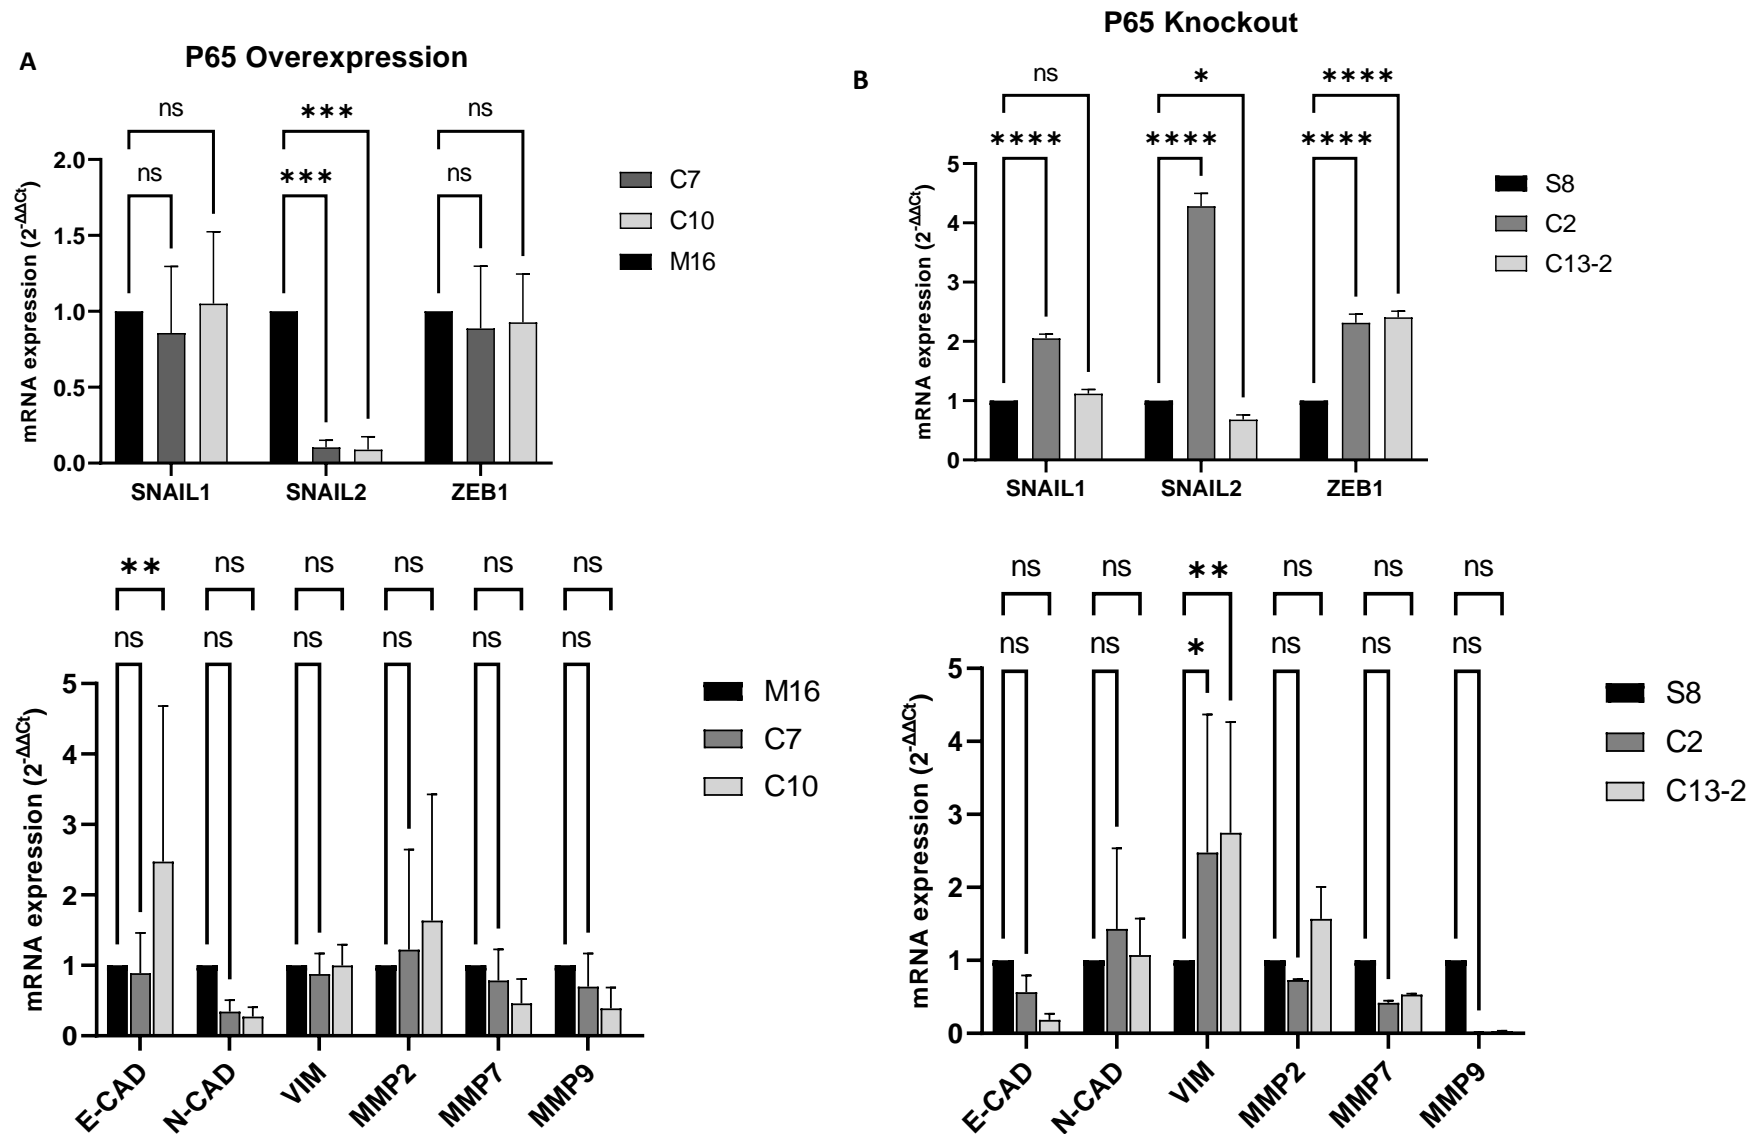 A
P65 Overexpression
ns
***
ns
ns
***
ns
2.0
1.5
1.0
0.5
0.0
mRNA expression (2^-ΔΔCt)
SNAIL1
SNAIL2
ZEB1
C7
C10
M16
B
P65 Knockout
ns
*
****
****
****
****
5
4
3
2
1
0
mRNA expression (2^-ΔΔCt)
SNAIL1
SNAIL2
ZEB1
S8
C2
C13-2
**
ns
ns
ns
ns
ns
ns
ns
ns
ns
ns
ns
5
4
3
2
1
0
mRNA expression (2^-ΔΔCt)
E-CAD
N-CAD
VIM
MMP2
MMP7
MMP9
M16
C7
C10
ns
ns
**
ns
ns
ns
ns
ns
*
ns
ns
ns
5
4
3
2
1
0
mRNA expression (2^-ΔΔCt)
E-CAD
N-CAD
VIM
MMP2
MMP7
MMP9
S8
C2
C13-2